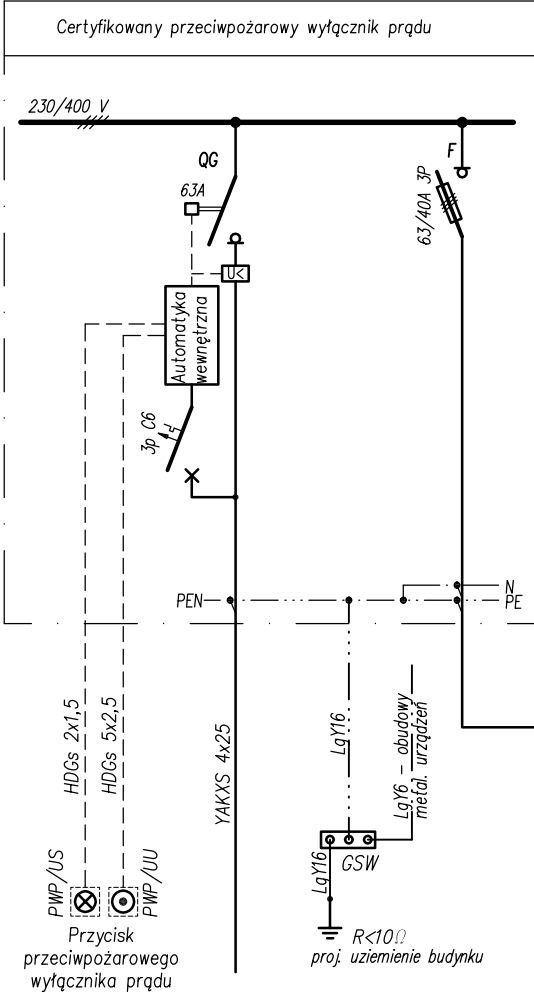 Certyfikowany przeciwpożarowy wyłącznik prądu
230/400 V
QG
63A
F
63/40A 3P
U<
Automatyka
wewnętrzna
3p C6
PEN
N
PE
HDGs 2x1,5
HDGs 5x2,5
YAKXS 4x25
LgY16
LgY6 - obudowy
metal. urządzeń
PWP/US
PWP/UU
GSW
LgY16
Przycisk
przeciwpożarowego
wyłącznika prądu
R<10Ω
proj. uziemienie budynku